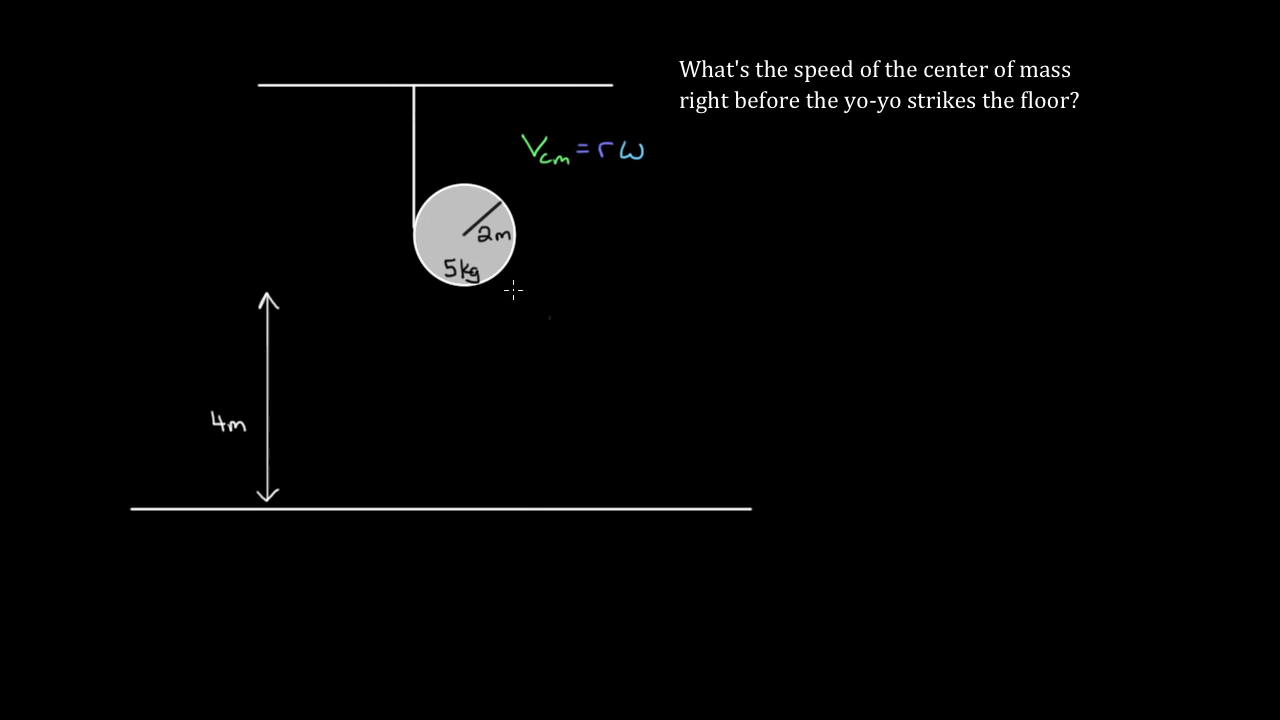 What's the speed of the center of mass
right before the yo-yo strikes the floor?
Vcm = rω
2m
5kg
4m